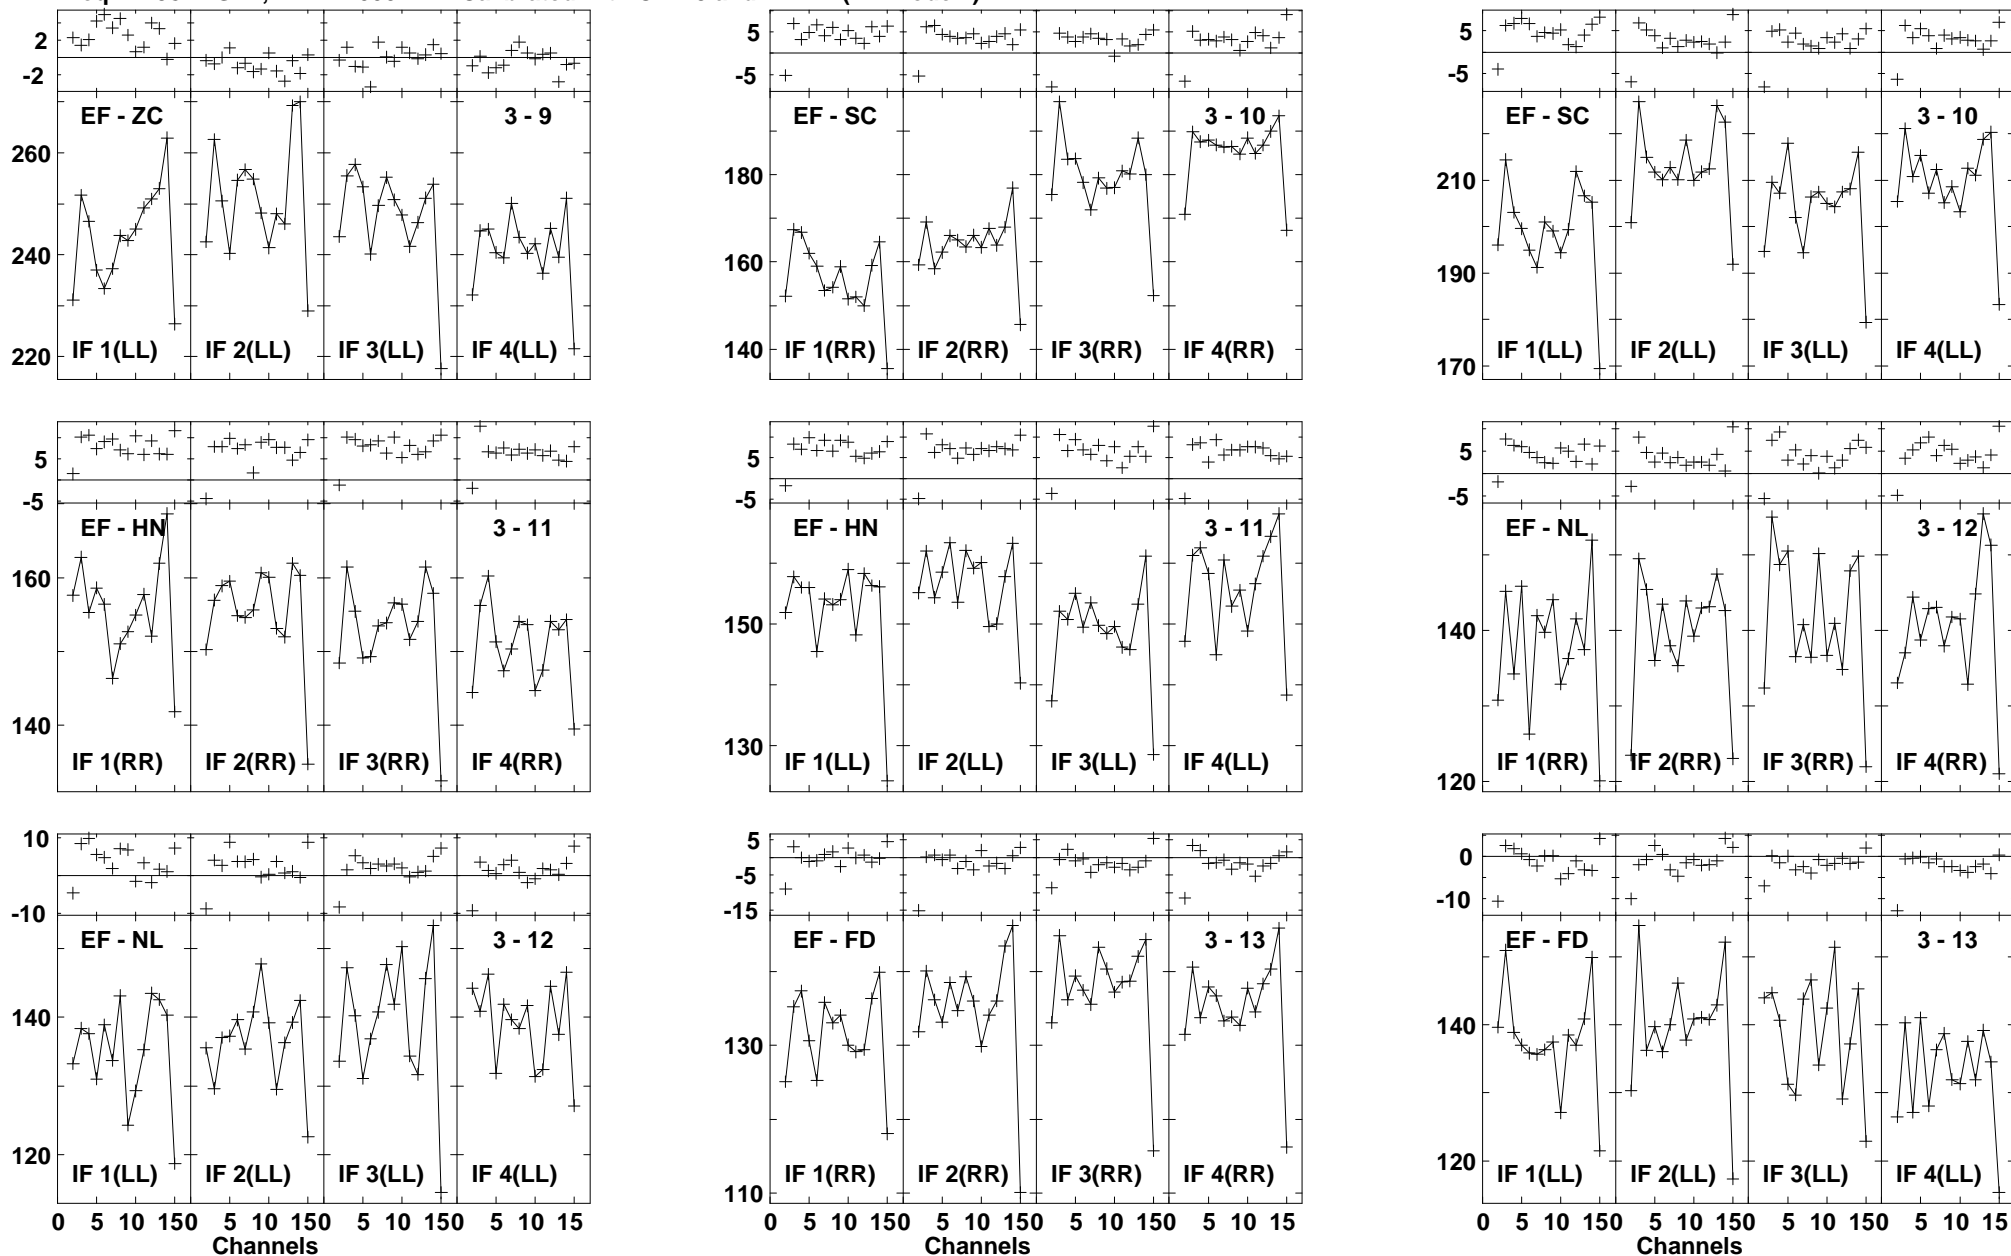 2
-2
EF - ZC 3 - 9
260
240
220
IF 1(LL) IF 2(LL) IF 3(LL) IF 4(LL)
5
-5
EF - SC 3 - 10
180
160
140
IF 1(RR) IF 2(RR) IF 3(RR) IF 4(RR)
5
-5
EF - SC 3 - 10
210
190
170
IF 1(LL) IF 2(LL) IF 3(LL) IF 4(LL)
5
-5
EF - HN 3 - 11
160
140
IF 1(RR) IF 2(RR) IF 3(RR) IF 4(RR)
5
-5
EF - HN 3 - 11
150
130
IF 1(LL) IF 2(LL) IF 3(LL) IF 4(LL)
5
-5
EF - NL 3 - 12
140
120
IF 1(RR) IF 2(RR) IF 3(RR) IF 4(RR)
10
-10
EF - NL 3 - 12
140
120
IF 1(LL) IF 2(LL) IF 3(LL) IF 4(LL)
0 5 10 150 5 10 150 5 10 150 5 10 15
Channels
5
-5
-15
EF - FD 3 - 13
130
110
IF 1(RR) IF 2(RR) IF 3(RR) IF 4(RR)
0 5 10 150 5 10 150 5 10 150 5 10 15
Channels
0
-10
EF - FD 3 - 13
140
120
IF 1(LL) IF 2(LL) IF 3(LL) IF 4(LL)
0 5 10 150 5 10 150 5 10 150 5 10 15
Channels